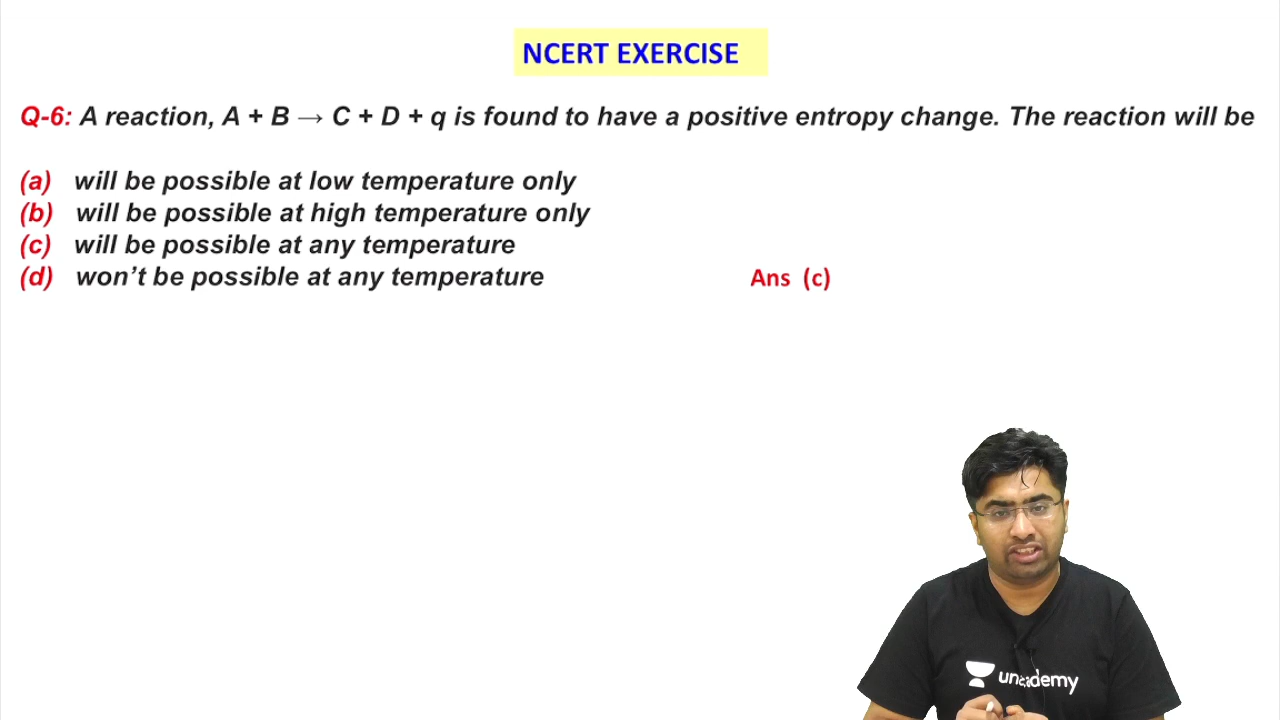 NCERT EXERCISE
Q-6: A reaction, A + B → C + D + q is found to have a positive entropy change. The reaction will be
(a) will be possible at low temperature only
(b) will be possible at high temperature only
(c) will be possible at any temperature
(d) won’t be possible at any temperature
Ans (c)
unacademy